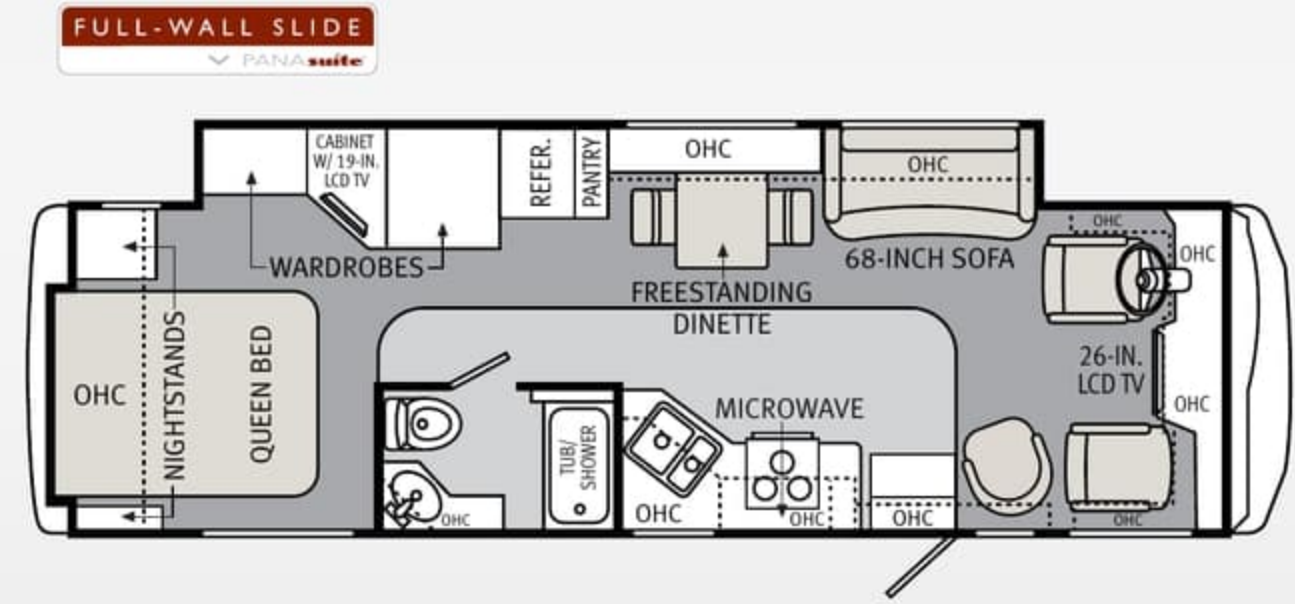 FULL-WALL SLIDE
PANAsuite
CABINET
W/ 19-IN.
LCD TV
REFER.
PANTRY
OHC
OHC
OHC
OHC
WARDROBES
68-INCH SOFA
FREESTANDING
DINETTE
26-IN.
LCD TV
OHC
NIGHTSTANDS
QUEEN BED
OHC
MICROWAVE
TUB/
SHOWER
OHC
OHC
OHC
OHC
OHC